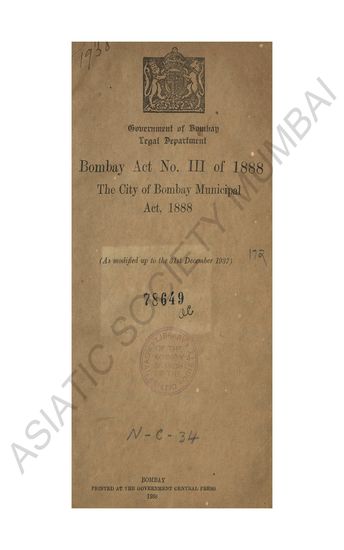 1938
Government of Bombay
Legal Department
Bombay Act No. III of 1888
The City of Bombay Municipal
Act, 1888
(As modified up to the 31st December 1937)
78649
N-C-34
BOMBAY
PRINTED AT THE GOVERNMENT CENTRAL PRESS
1938
ASIATIC SOCIETY MUMBAI